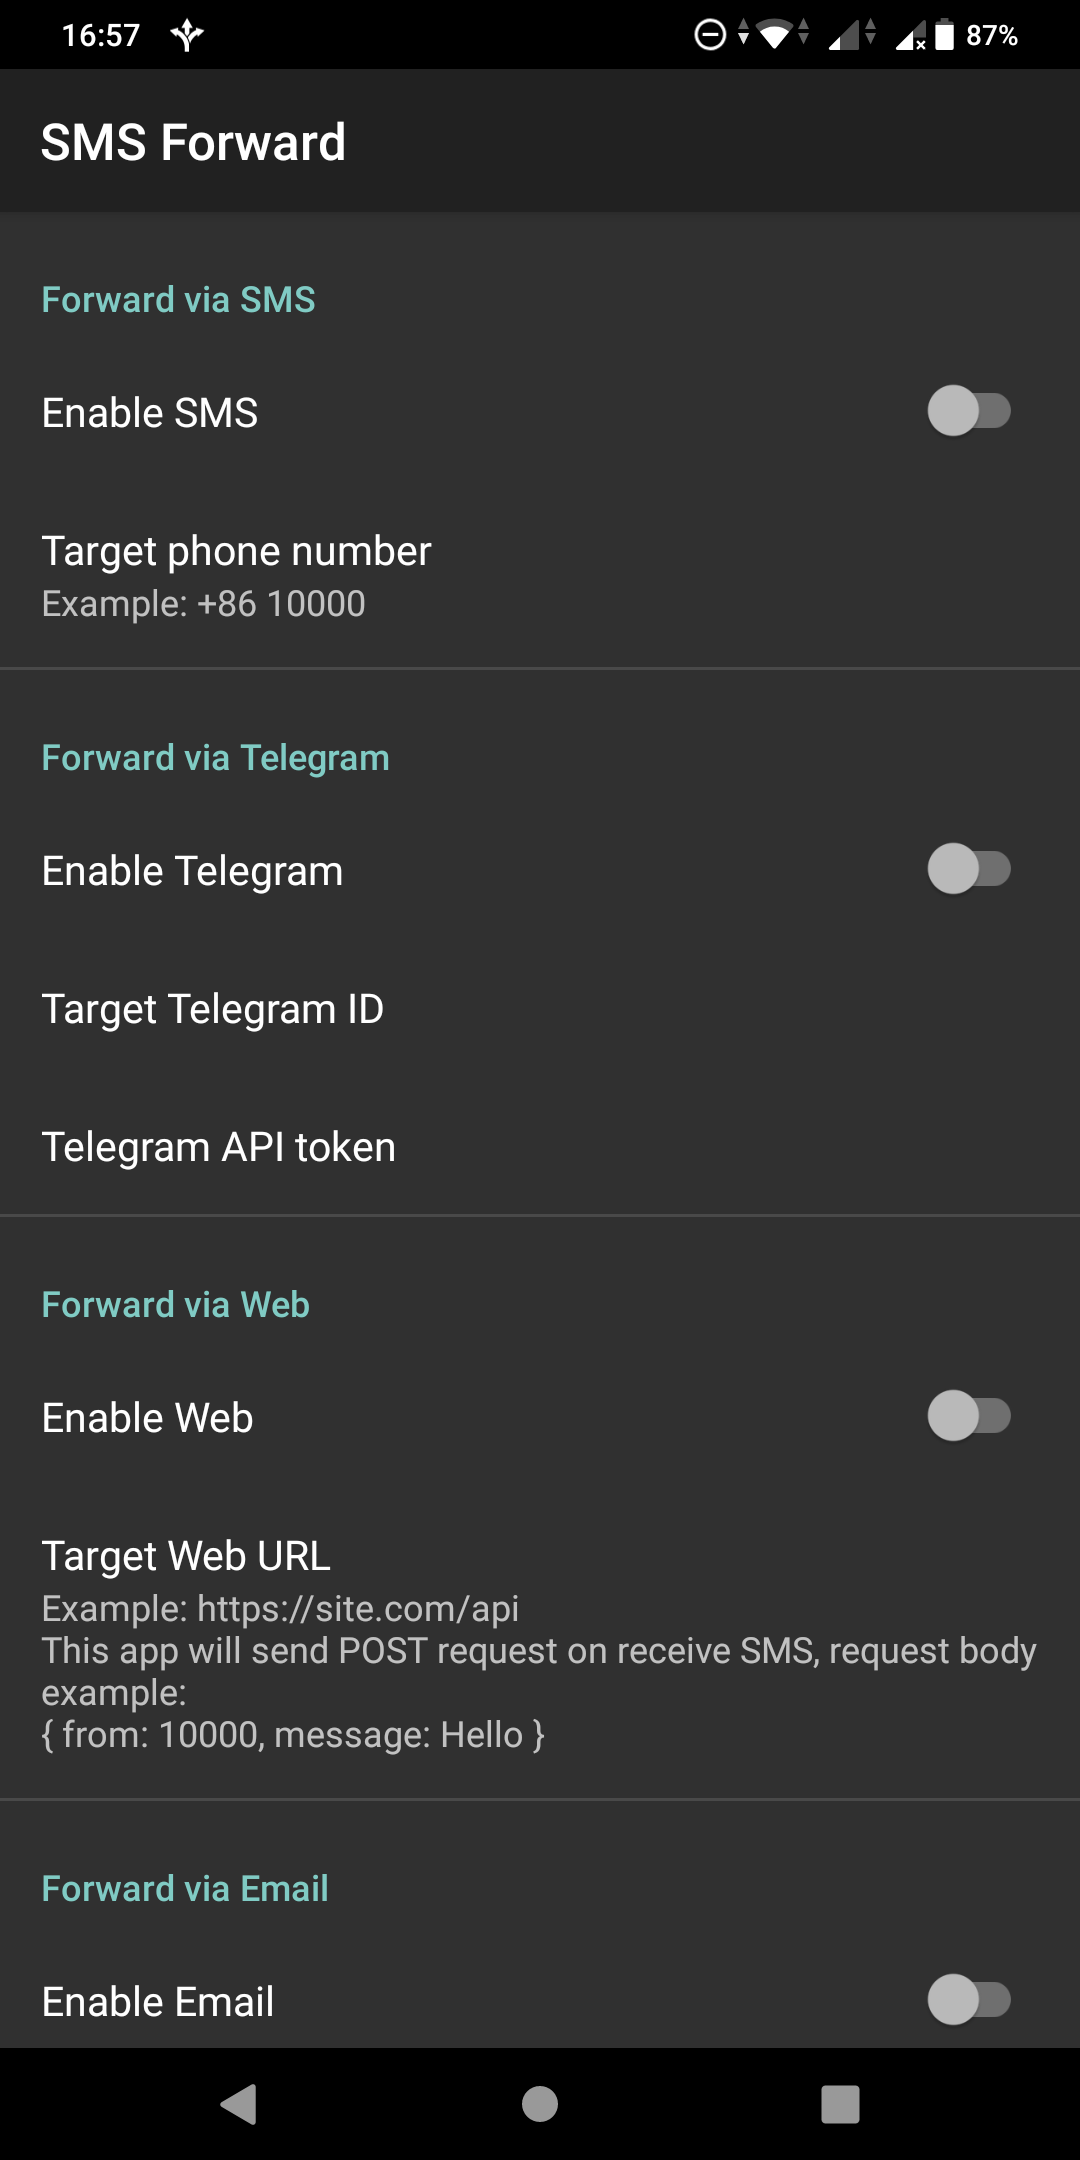 16:57
87%
SMS Forward
Forward via SMS
Enable SMS
Target phone number
Example: +86 10000
Forward via Telegram
Enable Telegram
Target Telegram ID
Telegram API token
Forward via Web
Enable Web
Target Web URL
Example: https://site.com/api
This app will send POST request on receive SMS, request body
example:
{ from: 10000, message: Hello }
Forward via Email
Enable Email